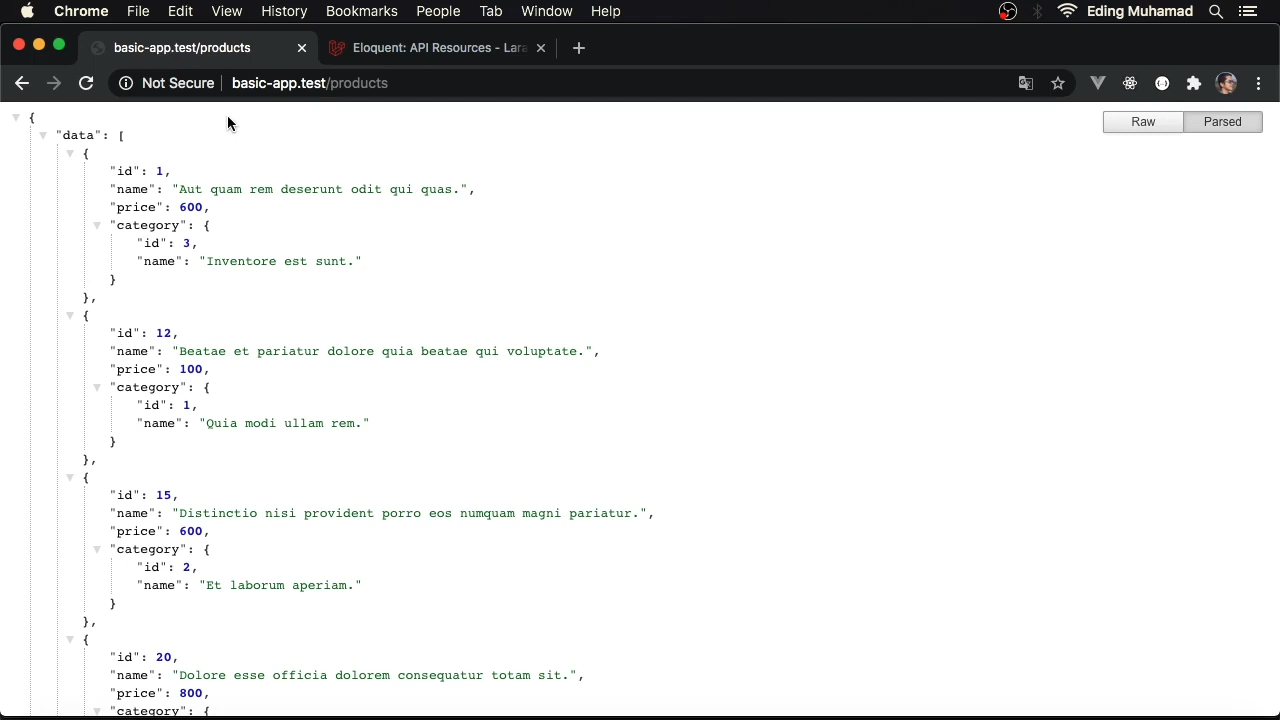 Chrome File Edit View History Bookmarks People Tab Window Help Eding Muhamad
basic-app.test/products Eloquent: API Resources - Lara
Not Secure basic-app.test/products
Raw Parsed
{
"data": [
{
"id": 1,
"name": "Aut quam rem deserunt odit qui quas.",
"price": 600,
"category": {
"id": 3,
"name": "Inventore est sunt."
}
},
{
"id": 12,
"name": "Beatae et pariatur dolore quia beatae qui voluptate.",
"price": 100,
"category": {
"id": 1,
"name": "Quia modi ullam rem."
}
},
{
"id": 15,
"name": "Distinctio nisi provident porro eos numquam magni pariatur.",
"price": 600,
"category": {
"id": 2,
"name": "Et laborum aperiam."
}
},
{
"id": 20,
"name": "Dolore esse officia dolorem consequatur totam sit.",
"price": 800,
"category": {